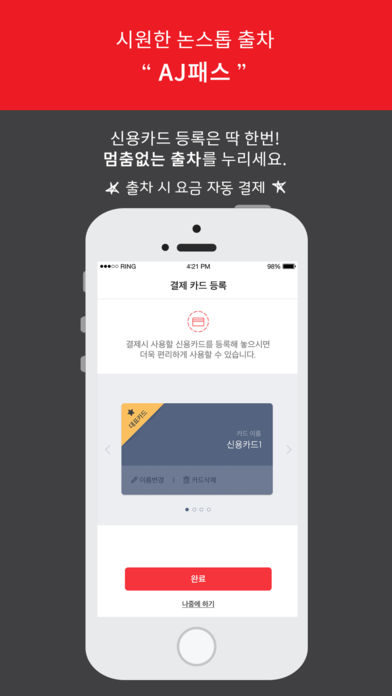 시원한 논스톱 출차
“ AJ패스 ”
신용카드 등록은 딱 한번!
멈춤없는 출차를 누리세요.
출차 시 요금 자동 결제
RING 4:21 PM 98%
결제 카드 등록
결제시 사용할 신용카드를 등록해 놓으시면
더욱 편리하게 사용할 수 있습니다.
대표카드
카드 이름
신용카드1
이름변경 | 카드삭제
완료
나중에 하기